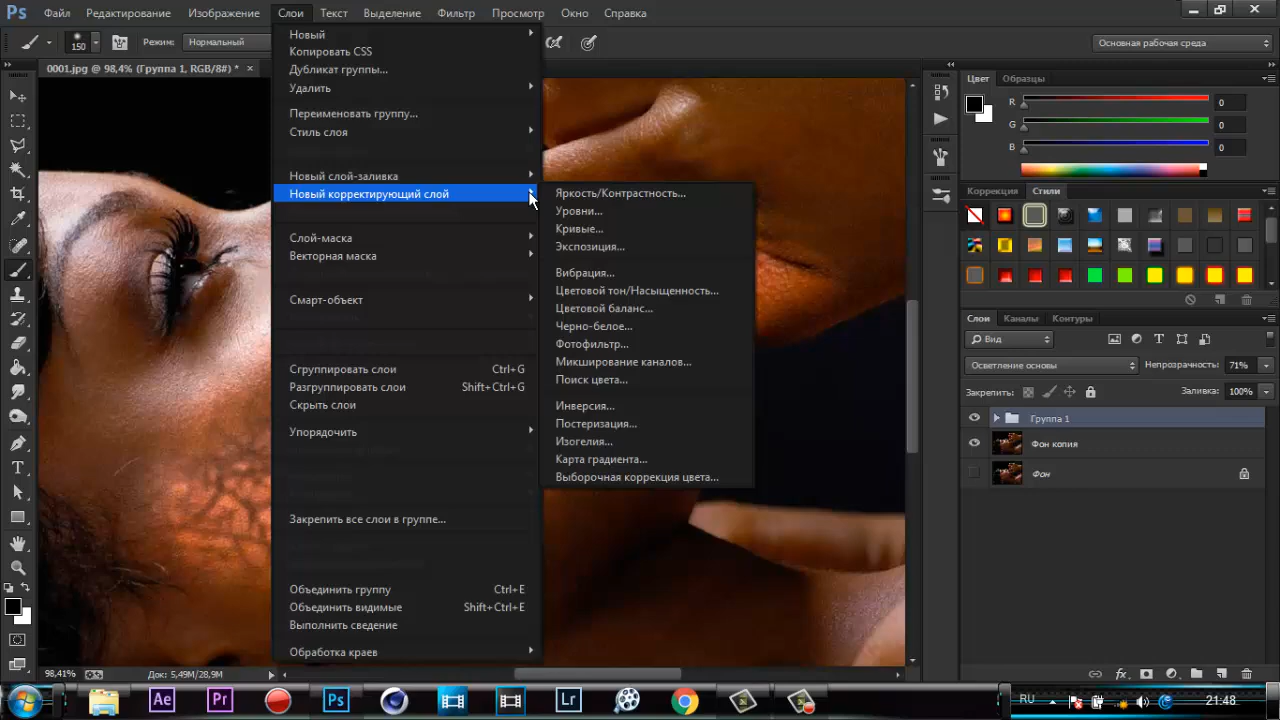 Ps Файл Редактирование Изображение Слои Текст Выделение Фильтр Просмотр Окно Справка
150 Режим: Нормальный Основная рабочая среда
0001.jpg @ 98,4% (Группа 1, RGB/8#) * ×
Новый
Копировать CSS
Дубликат группы...
Удалить
Переименовать группу...
Стиль слоя
Новый слой-заливка
Новый корректирующий слой
Слой-маска
Векторная маска
Смарт-объект
Сгруппировать слои Ctrl+G
Разгруппировать слои Shift+Ctrl+G
Скрыть слои
Упорядочить
Закрепить все слои в группе...
Объединить группу Ctrl+E
Объединить видимые Shift+Ctrl+E
Выполнить сведение
Обработка краев
Яркость/Контрастность...
Уровни...
Кривые...
Экспозиция...
Вибрация...
Цветовой тон/Насыщенность...
Цветовой баланс...
Черно-белое...
Фотофильтр...
Микширование каналов...
Поиск цвета...
Инверсия...
Постеризация...
Изогелия...
Карта градиента...
Выборочная коррекция цвета...
Цвет Образцы
R 0
G 0
B 0
Коррекция Стили
Слои Каналы Контуры
Вид
Осветление основы Непрозрачность: 71%
Закрепить: Заливка: 100%
Группа 1
Фон копия
Фон
98,41% Док: 5,49M/28,9M
Ae Pr Ps Lr RU 21:48